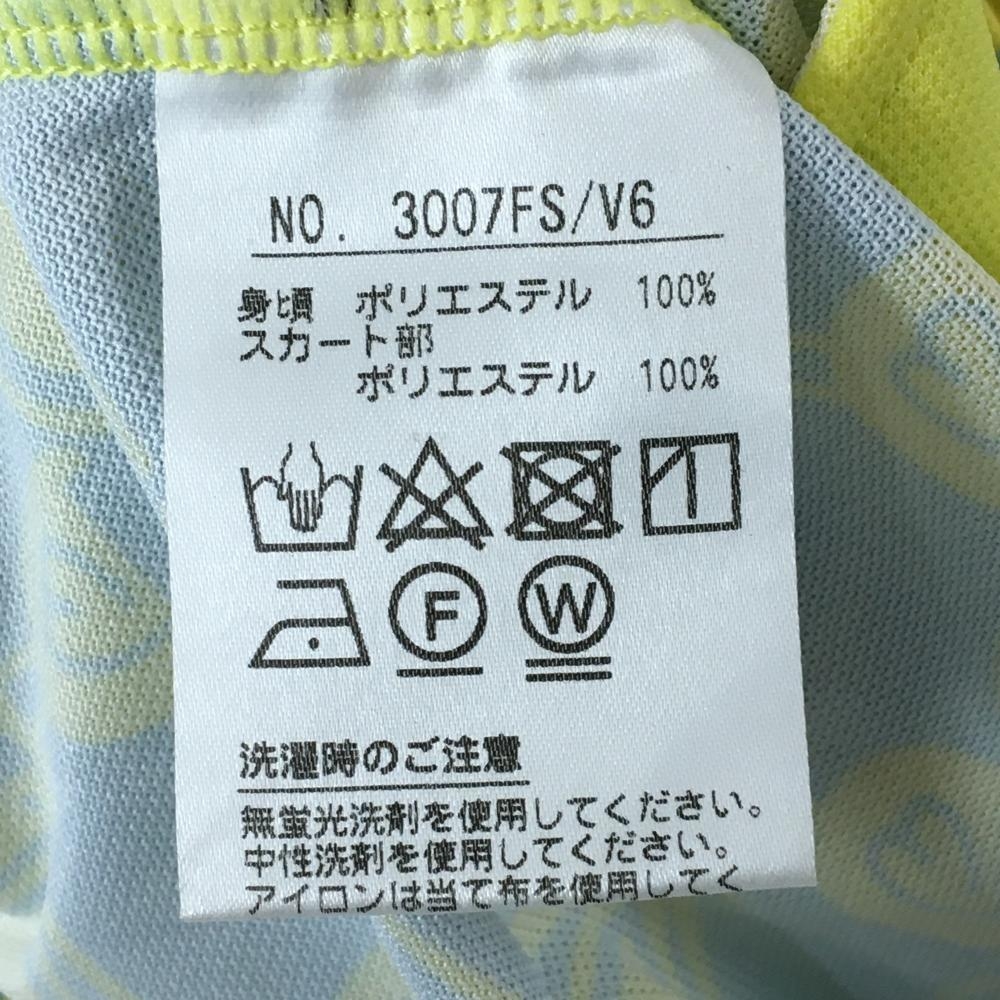 NO. 3007FS/V6
身頃 ポリエステル 100%
スカート部
ポリエステル 100%
F W
洗濯時のご注意
無蛍光洗剤を使用してください。
中性洗剤を使用してください。
アイロンは当て布を使用してく